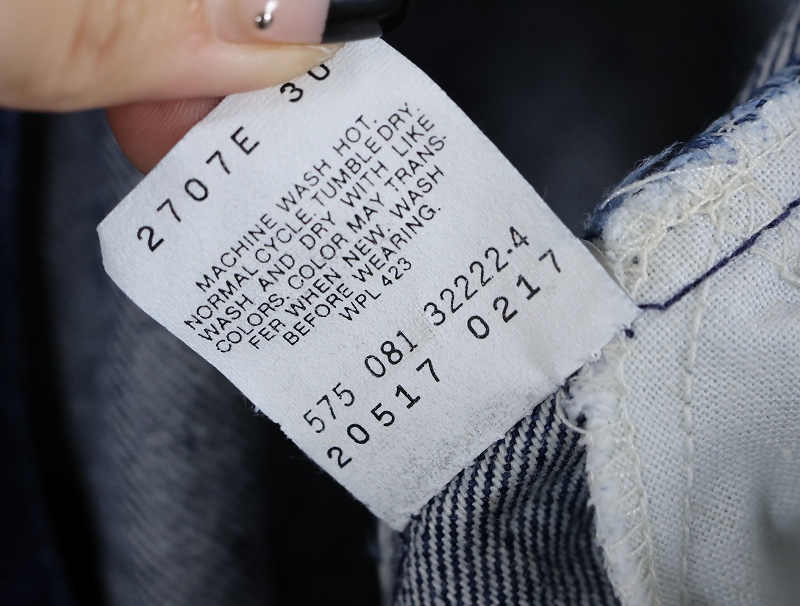 2707E 30
MACHINE WASH HOT.
NORMAL CYCLE. TUMBLE DRY.
WASH AND DRY WITH LIKE
COLORS. COLOR MAY TRANS-
FER WHEN NEW. WASH
BEFORE WEARING.
WPL 423
575 081 32222-4
20517 0217